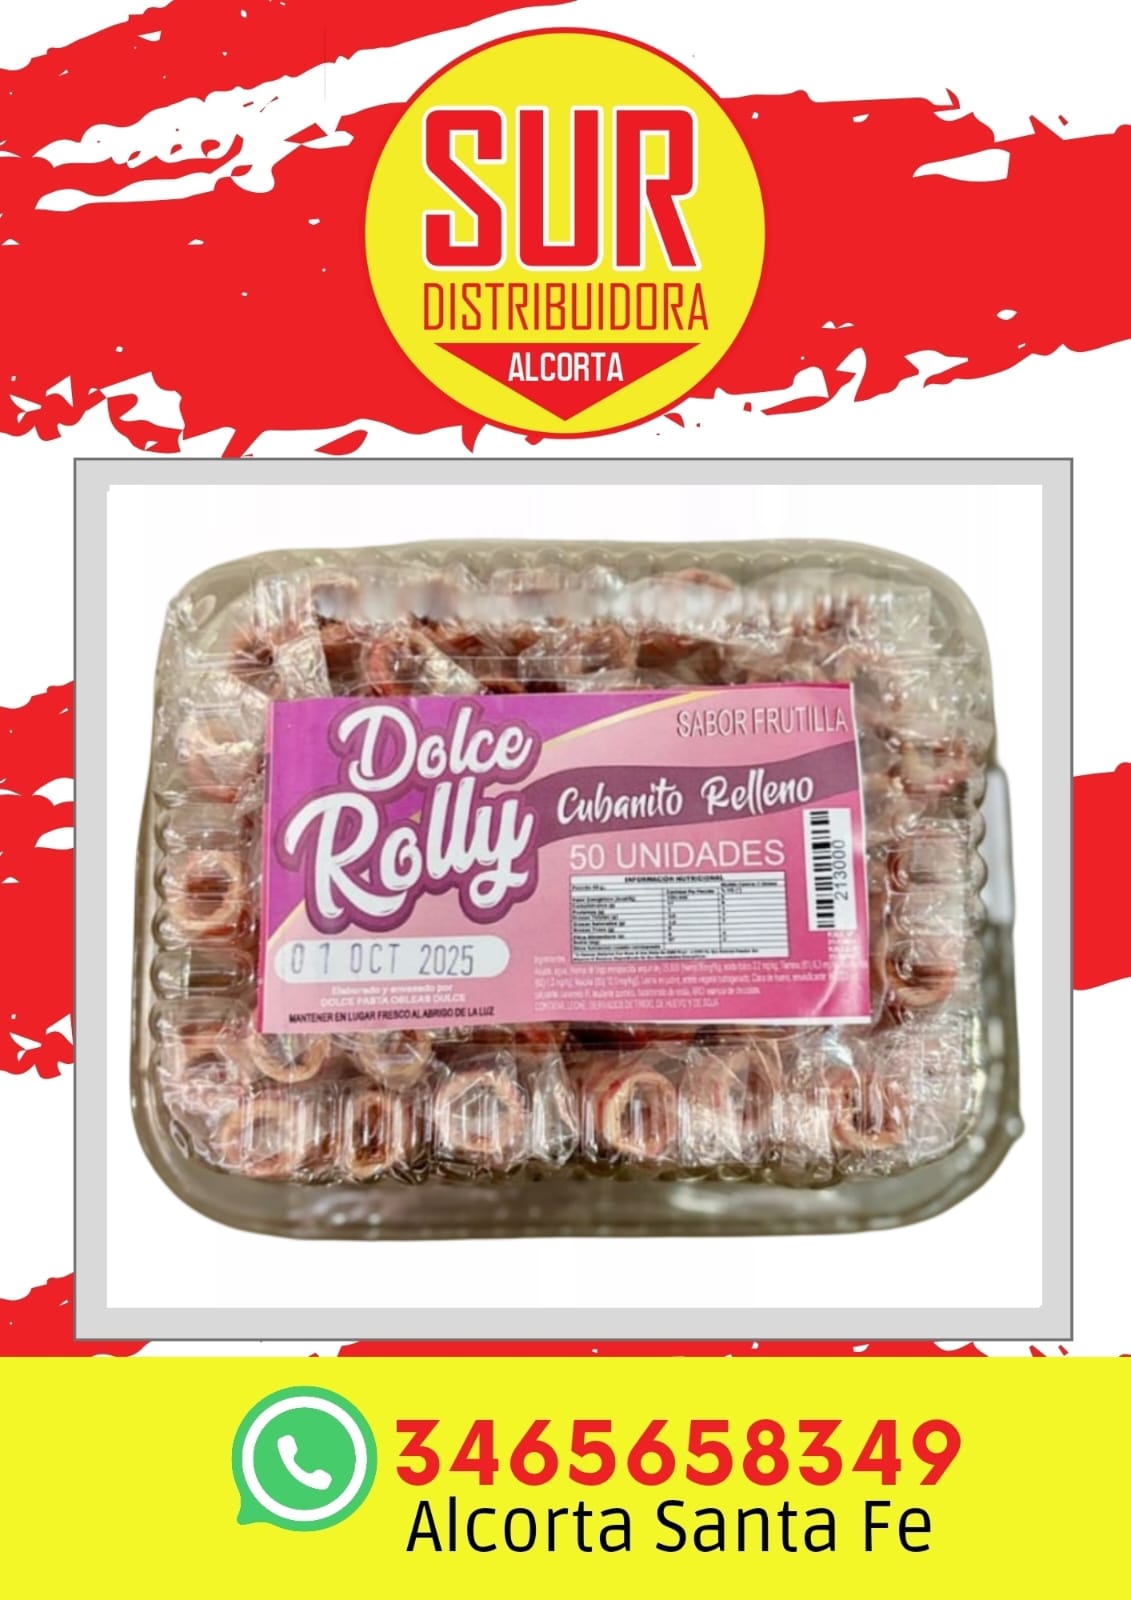 SUR
DISTRIBUIDORA
ALCORTA
SABOR FRUTILLA
Dolce
Rolly
Cubanito Relleno
50 UNIDADES
INFORMACIÓN NUTRICIONAL
213000
01 OCT 2025
Elaborado y envasado por
DOLCE PASTA OBLEAS DULCE
MANTENER EN LUGAR FRESCO AL ABRIGO DE LA LUZ
3465658349
Alcorta Santa Fe